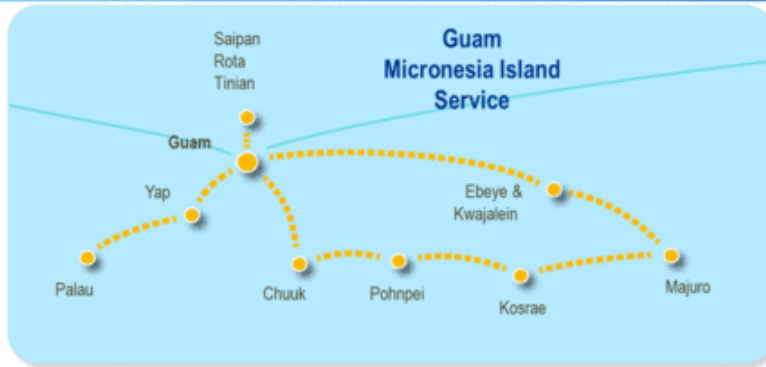 Saipan
Rota
Tinian
Guam
Micronesia Island
Service
Guam
Yap
Ebeye &
Kwajalein
Palau
Chuuk
Pohnpei
Kosrae
Majuro